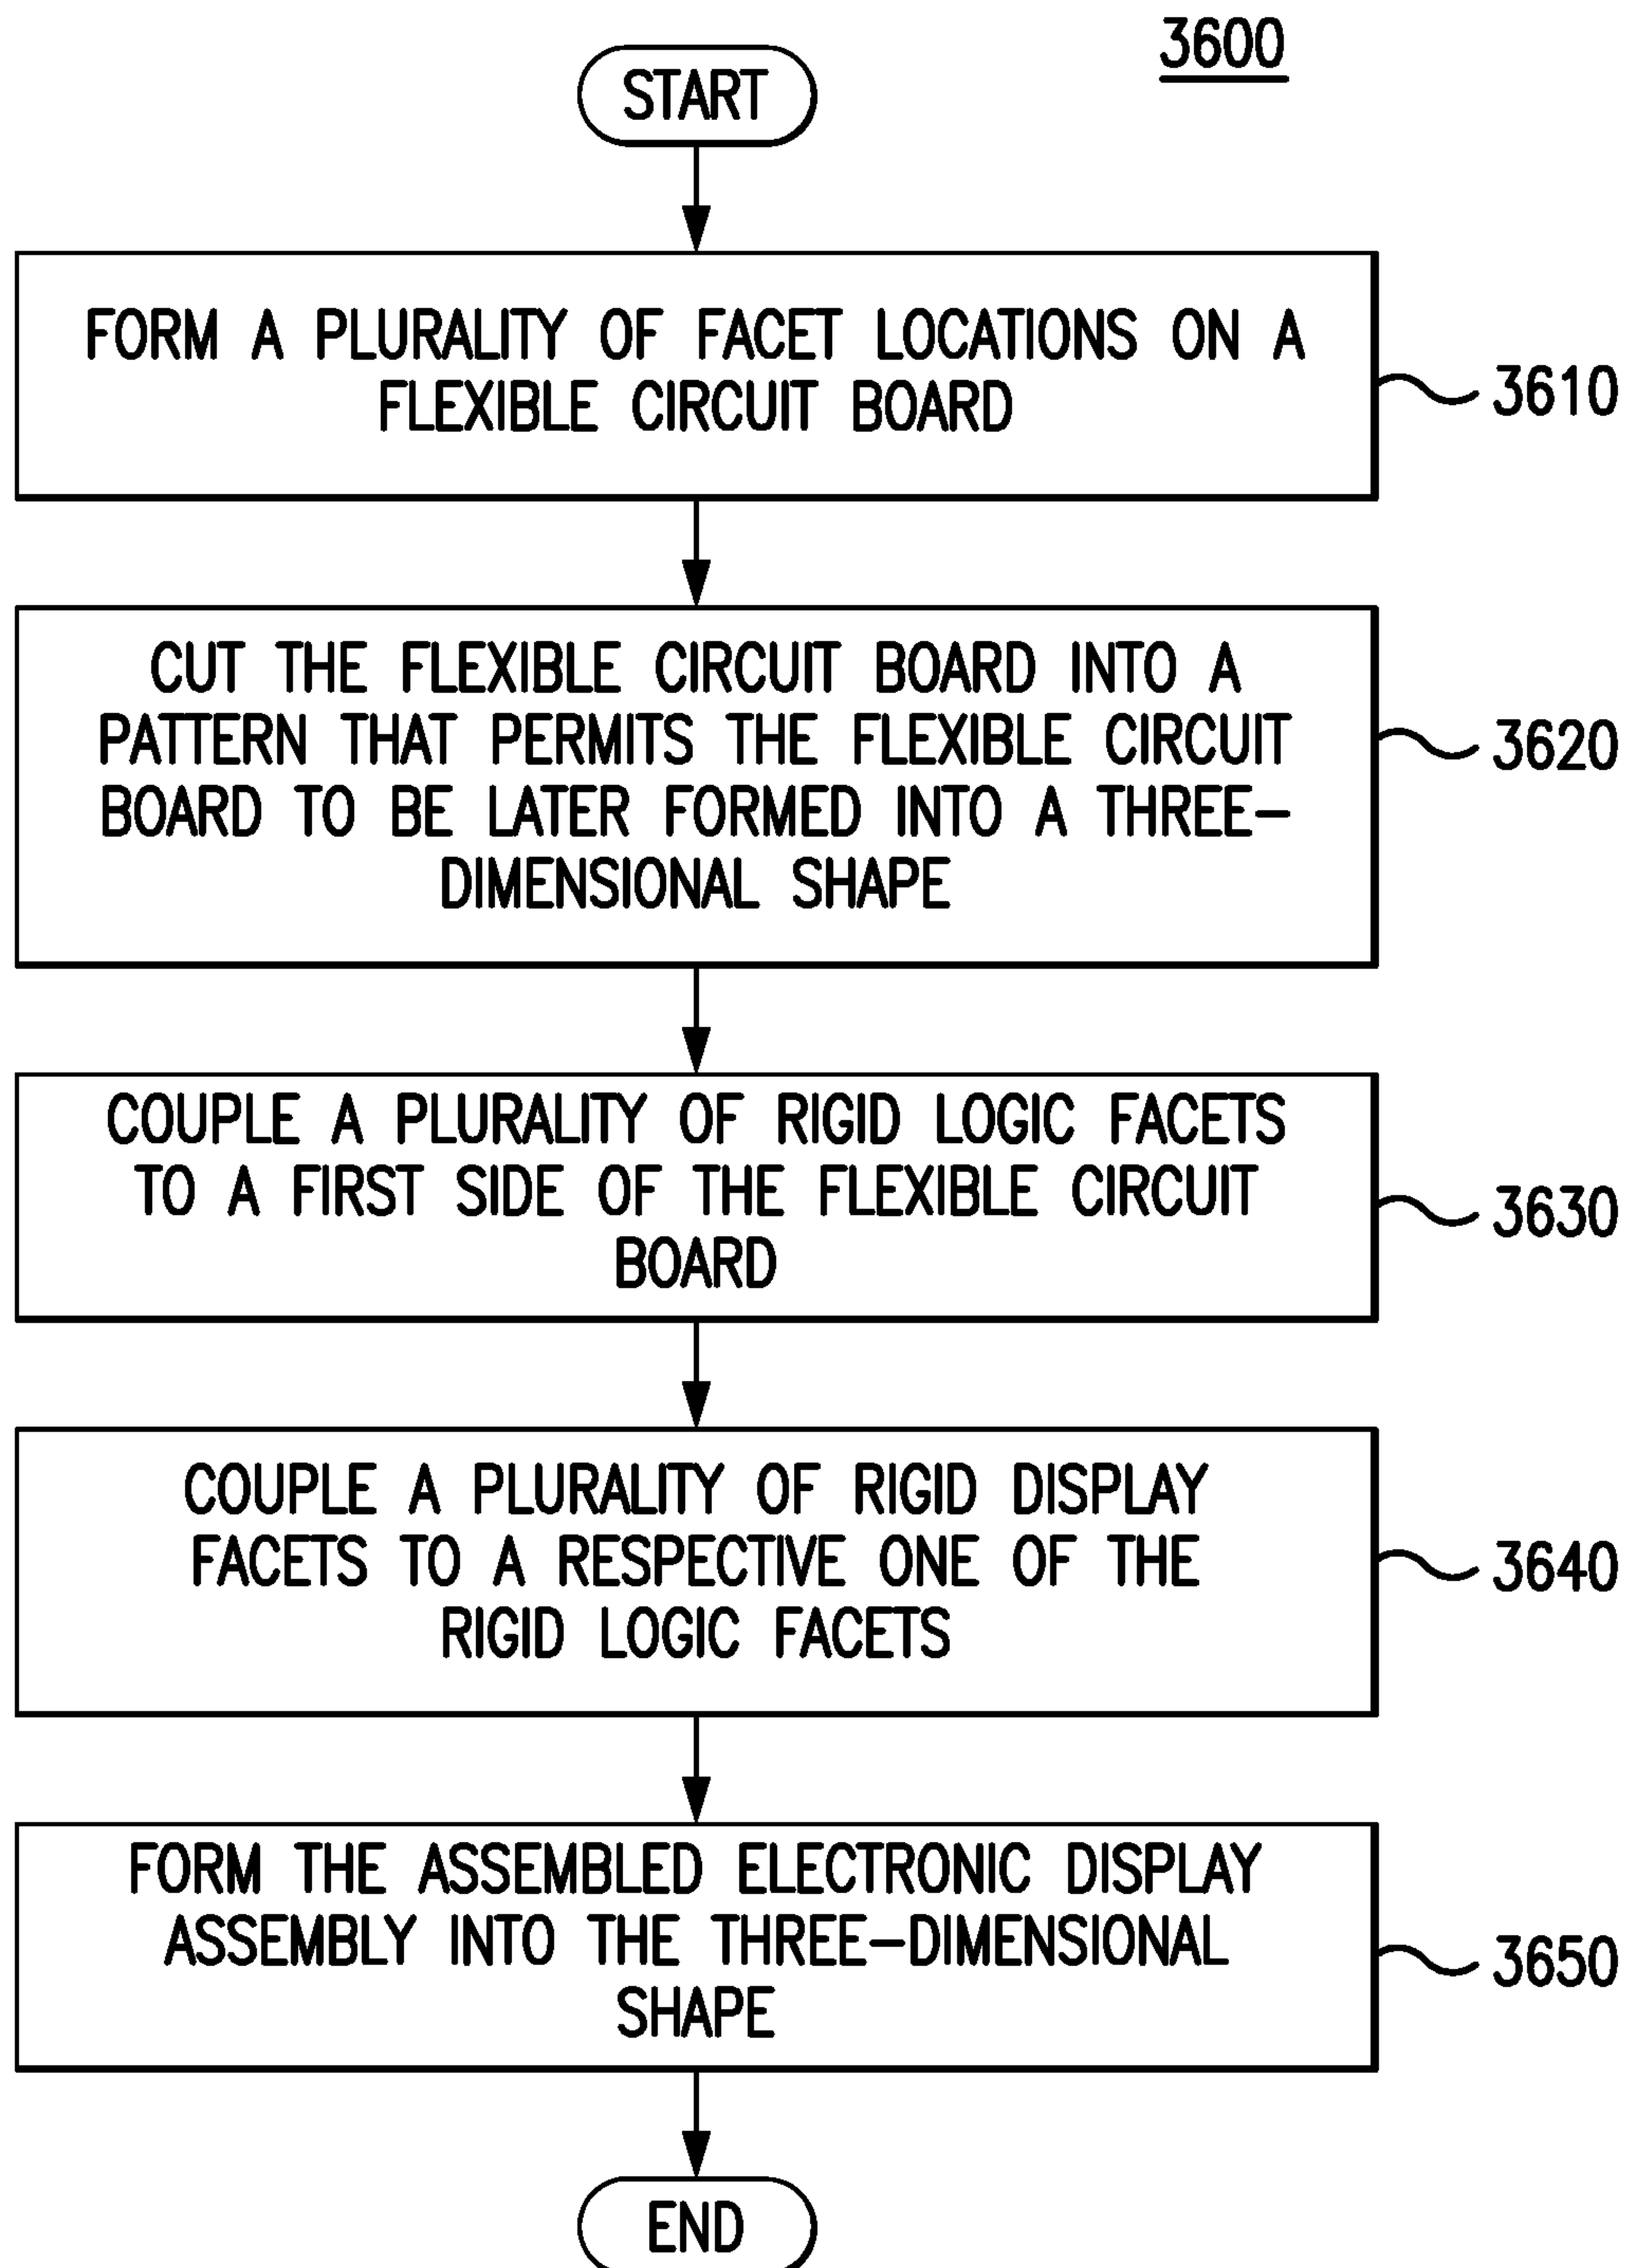 3600
START
FORM A PLURALITY OF FACET LOCATIONS ON A
FLEXIBLE CIRCUIT BOARD
3610
CUT THE FLEXIBLE CIRCUIT BOARD INTO A
PATTERN THAT PERMITS THE FLEXIBLE CIRCUIT
BOARD TO BE LATER FORMED INTO A THREE-
DIMENSIONAL SHAPE
3620
COUPLE A PLURALITY OF RIGID LOGIC FACETS
TO A FIRST SIDE OF THE FLEXIBLE CIRCUIT
BOARD
3630
COUPLE A PLURALITY OF RIGID DISPLAY
FACETS TO A RESPECTIVE ONE OF THE
RIGID LOGIC FACETS
3640
FORM THE ASSEMBLED ELECTRONIC DISPLAY
ASSEMBLY INTO THE THREE-DIMENSIONAL
SHAPE
3650
END